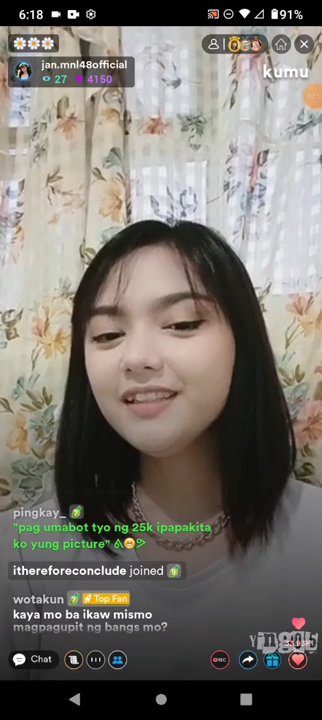 6:18
91%
jan.mnl48official
27 4150
kumu
pingkay_
"pag umabot tyo ng 25k ipapakita
ko yung picture"
ithereforeconclude joined
wotakun Top Fan
kaya mo ba ikaw mismo
magpagupit ng bangs mo?
Chat
REC